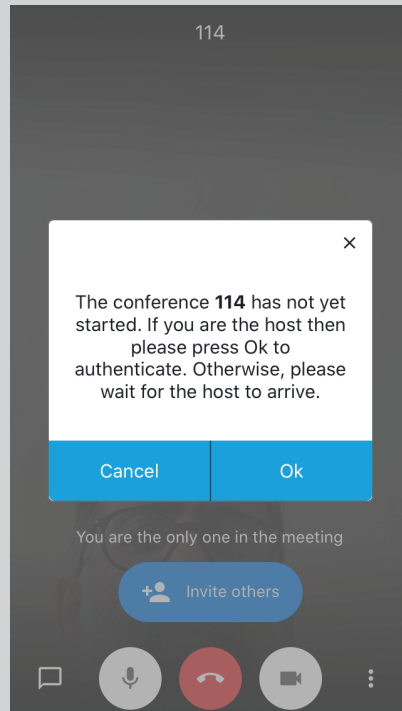 114
The conference 114 has not yet
started. If you are the host then
please press Ok to
authenticate. Otherwise, please
wait for the host to arrive.
Cancel
Ok
You are the only one in the meeting
Invite others